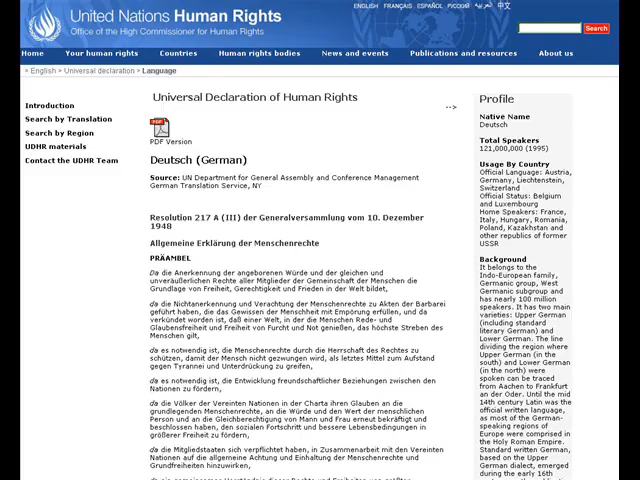 ENGLISH FRANÇAIS ESPAÑOL РУССКИЙ العربية 中文
United Nations Human Rights
Office of the High Commissioner for Human Rights
Search
Home Your human rights Countries Human rights bodies News and events Publications and resources About us
» English > Universal declaration > Language
Introduction
Search by Translation
Search by Region
UDHR materials
Contact the UDHR Team
Universal Declaration of Human Rights
-->
PDF Version
Deutsch (German)
Source: UN Department for General Assembly and Conference Management
German Translation Service, NY
Resolution 217 A (III) der Generalversammlung vom 10. Dezember
1948
Allgemeine Erklärung der Menschenrechte
PRÄAMBEL
Da die Anerkennung der angeborenen Würde und der gleichen und
unveräußerlichen Rechte aller Mitglieder der Gemeinschaft der Menschen die
Grundlage von Freiheit, Gerechtigkeit und Frieden in der Welt bildet,
da die Nichtanerkennung und Verachtung der Menschenrechte zu Akten der Barbarei
geführt haben, die das Gewissen der Menschheit mit Empörung erfüllen, und da
verkündet worden ist, daß einer Welt, in der die Menschen Rede- und
Glaubensfreiheit und Freiheit von Furcht und Not genießen, das höchste Streben des
Menschen gilt,
da es notwendig ist, die Menschenrechte durch die Herrschaft des Rechtes zu
schützen, damit der Mensch nicht gezwungen wird, als letztes Mittel zum Aufstand
gegen Tyrannei und Unterdrückung zu greifen,
da es notwendig ist, die Entwicklung freundschaftlicher Beziehungen zwischen den
Nationen zu fördern,
da die Völker der Vereinten Nationen in der Charta ihren Glauben an die
grundlegenden Menschenrechte, an die Würde und den Wert der menschlichen
Person und an die Gleichberechtigung von Mann und Frau erneut bekräftigt und
beschlossen haben, den sozialen Fortschritt und bessere Lebensbedingungen in
größerer Freiheit zu fördern,
da die Mitgliedstaaten sich verpflichtet haben, in Zusammenarbeit mit den Vereinten
Nationen auf die allgemeine Achtung und Einhaltung der Menschenrechte und
Grundfreiheiten hinzuwirken,
Profile
Native Name
Deutsch
Total Speakers
121,000,000 (1995)
Usage By Country
Official Language: Austria,
Germany, Liechtenstein,
Switzerland
Official Status: Belgium
and Luxembourg
Home Speakers: France,
Italy, Hungary, Romania,
Poland, Kazakhstan and
other republics of former
USSR
Background
It belongs to the
Indo-European family,
Germanic group, West
Germanic subgroup and
has nearly 100 million
speakers. It has two main
varieties: Upper German
(including standard
literary German) and
Lower German. The line
dividing the region where
Upper German (in the
south) and Lower German
(in the north) were
spoken can be traced
from Aachen to Frankfurt
an der Oder. Until the mid
14th century Latin was the
official written language,
as most of the German-
speaking regions of
Europe were comprised in
the Holy Roman Empire.
Standard written German,
based on the Upper
German dialect, emerged
during the early 16th